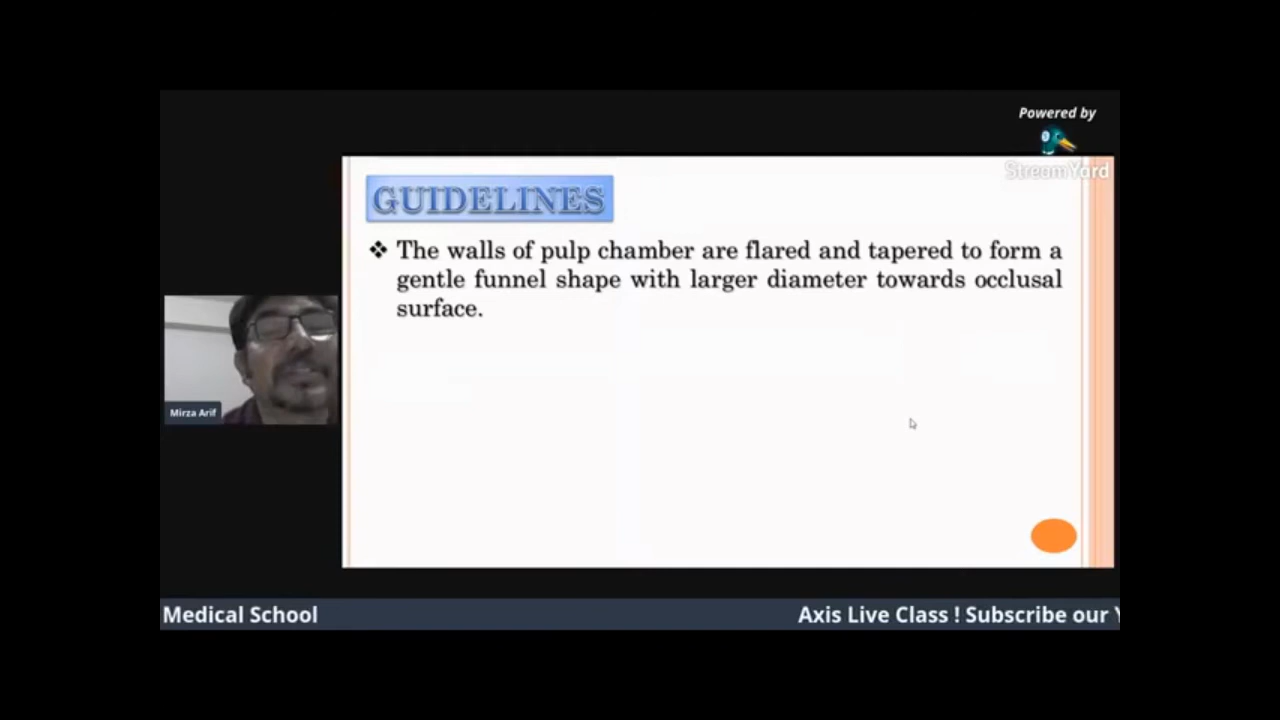 Powered by
StreamYard
GUIDELINES
❖ The walls of pulp chamber are flared and tapered to form a
gentle funnel shape with larger diameter towards occlusal
surface.
Mirza Arif
Medical School
Axis Live Class ! Subscribe our